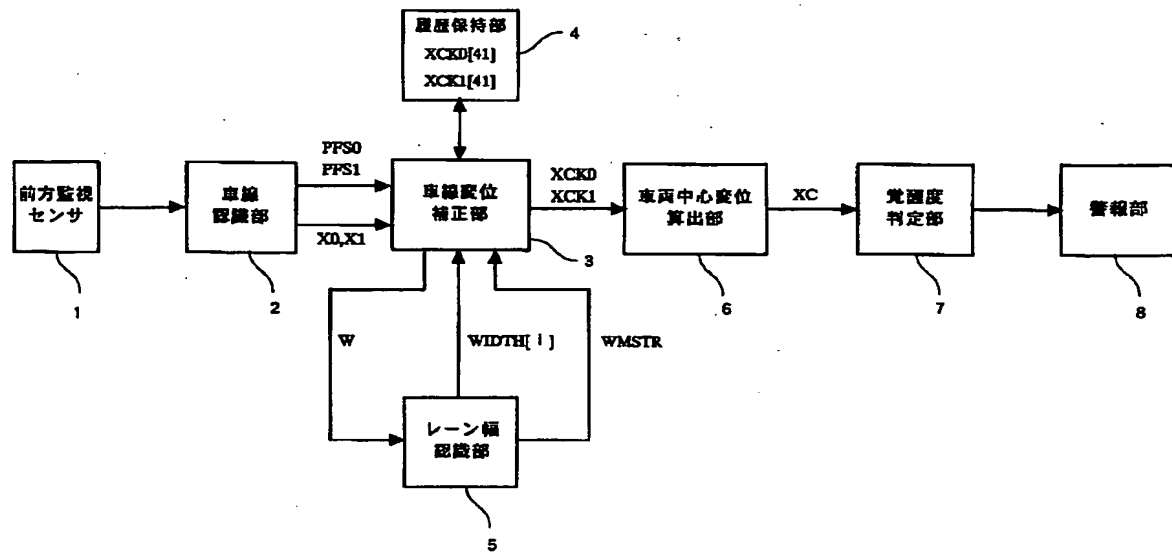 履歴保持部
XCK0[41]
XCK1[41]
4
前方監視
センサ
1
車線
認識部
2
PFS0
PFS1
X0,X1
車線変位
補正部
3
XCK0
XCK1
車両中心変位
算出部
6
XC
覚醒度
判定部
7
警報部
8
W
WIDTH[ i ]
WMSTR
レーン幅
認識部
5